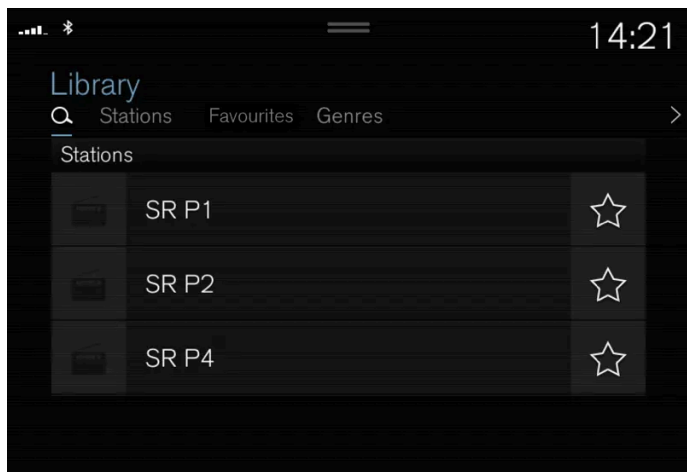 14:21
Library
Stations Favourites Genres
Stations
SR P1
SR P2
SR P4